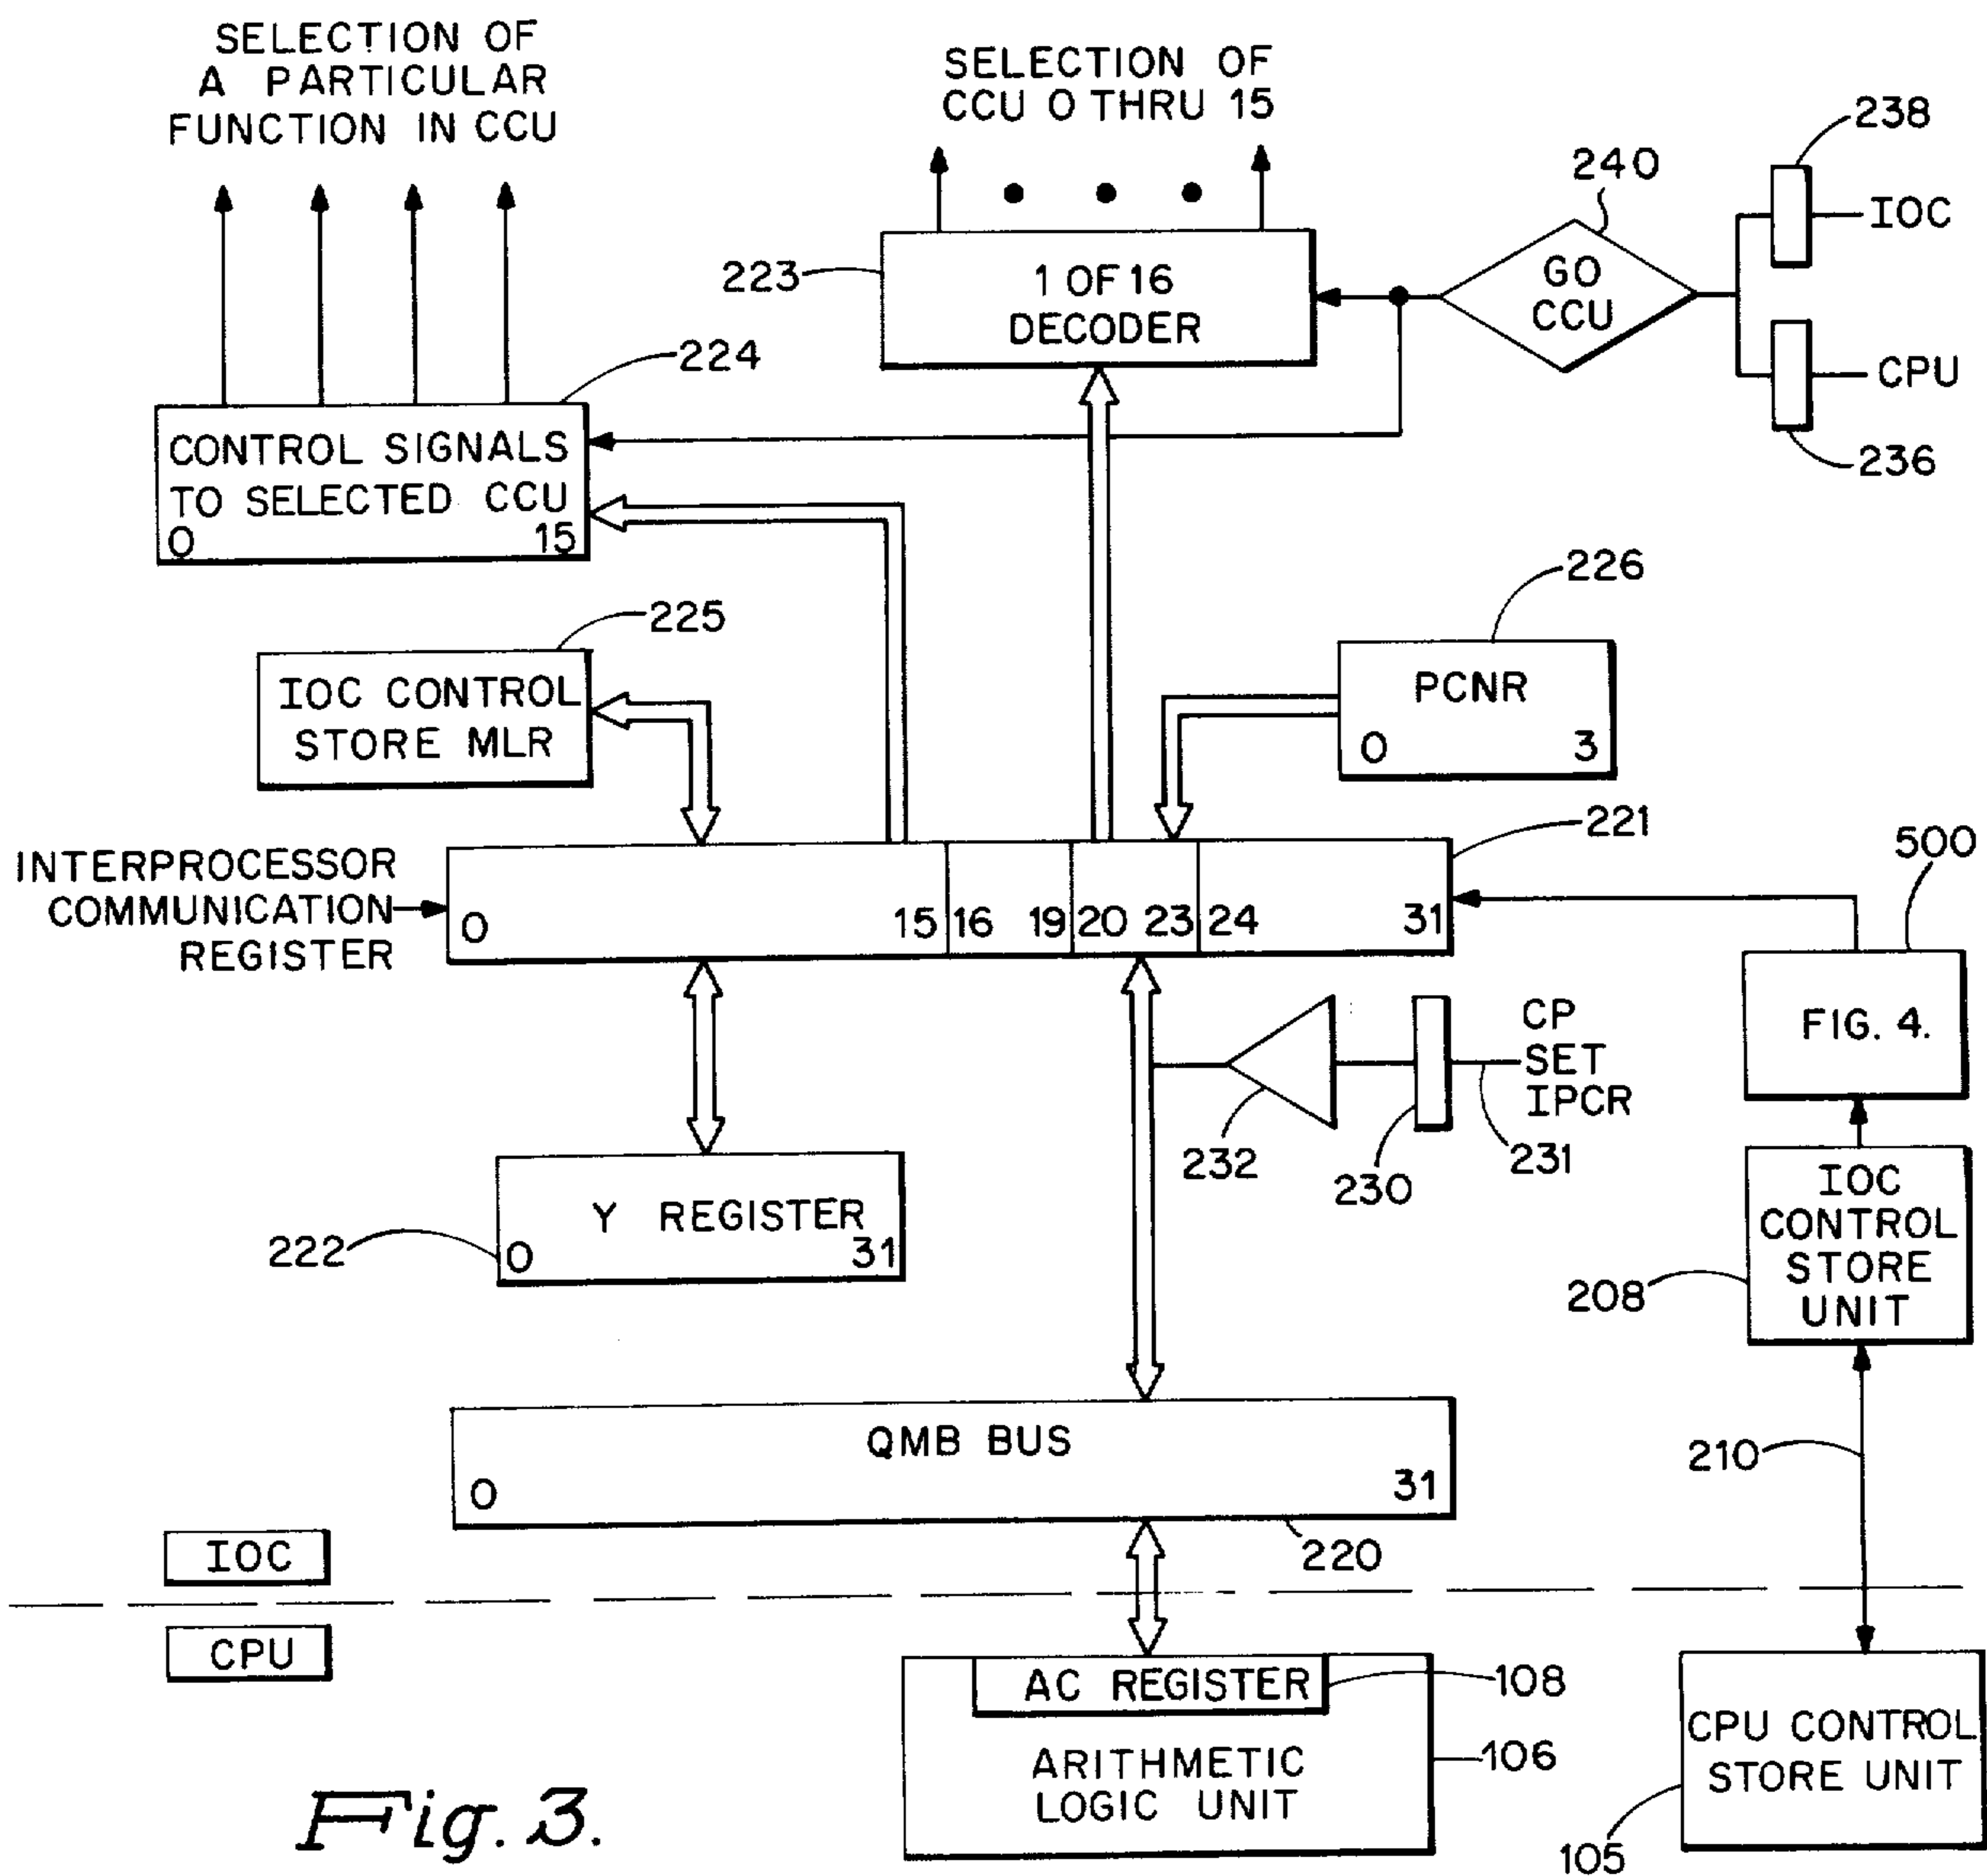 SELECTION OF
A PARTICULAR
FUNCTION IN CCU
SELECTION OF
CCU 0 THRU 15
238
240
IOC
GO
CCU
223
1 OF 16
DECODER
CPU
236
224
CONTROL SIGNALS
TO SELECTED CCU
0 15
226
225
IOC CONTROL
STORE MLR
PCNR
0 3
221
500
INTERPROCESSOR
COMMUNICATION
REGISTER
0 15 16 19 20 23 24 31
FIG. 4.
CP
SET
IPCR
232
230
231
Y REGISTER
0 31
222
IOC
CONTROL
STORE
UNIT
208
QMB BUS
0 31
210
220
IOC
CPU
AC REGISTER
108
ARITHMETIC
LOGIC UNIT
106
CPU CONTROL
STORE UNIT
105
Fig. 3.